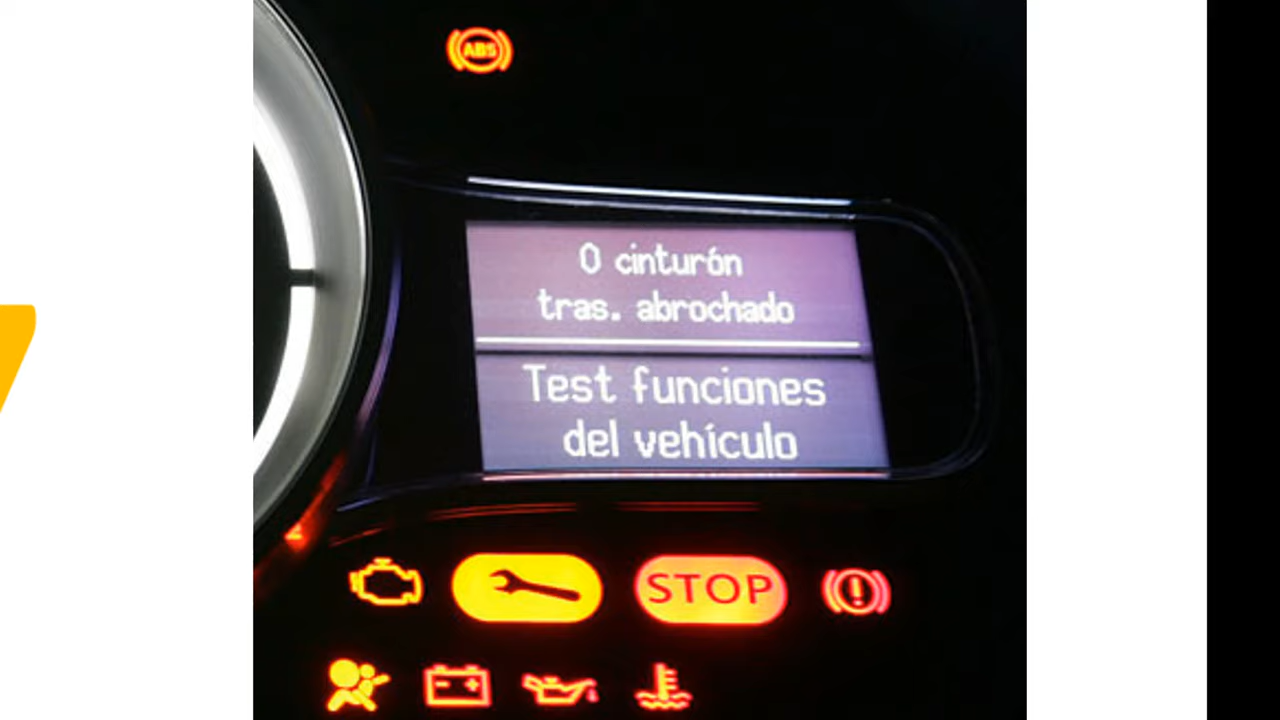 ABS
0 cinturón
tras. abrochado
Test funciones
del vehículo
STOP